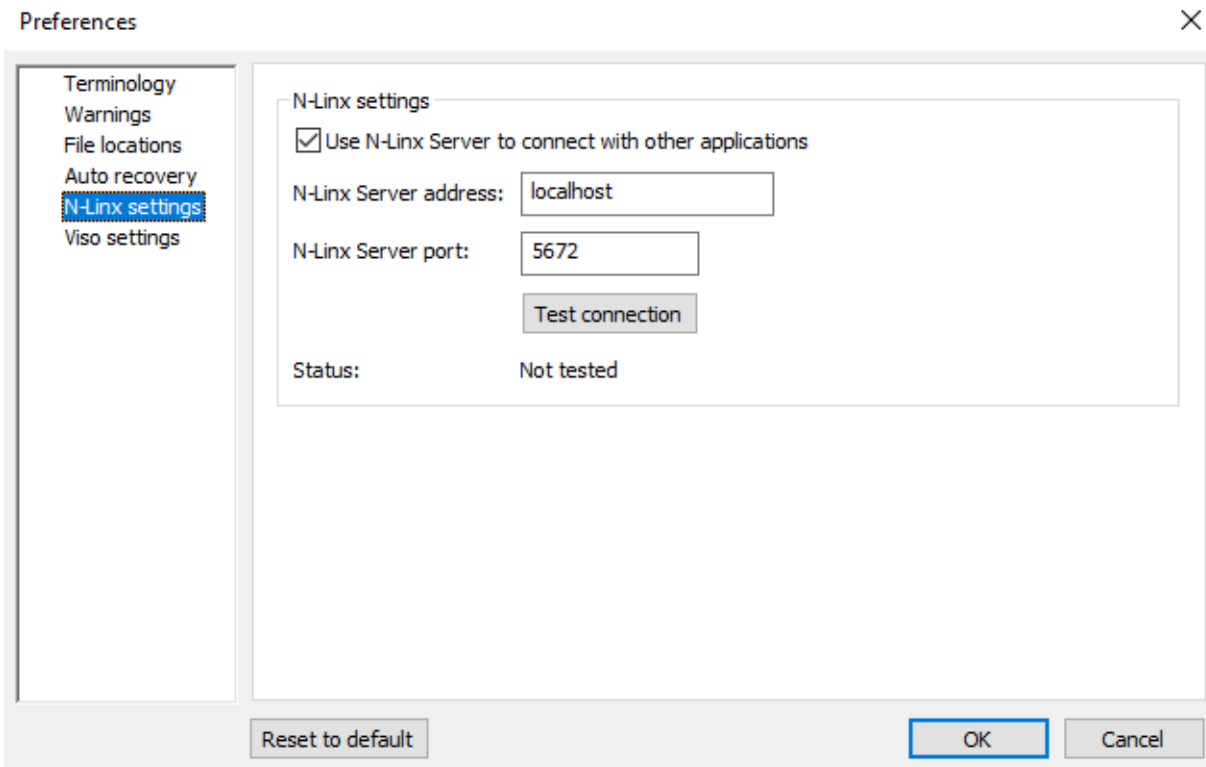 Preferences
Terminology
Warnings
File locations
Auto recovery
N-Linx settings
Viso settings
N-Linx settings
Use N-Linx Server to connect with other applications
N-Linx Server address: localhost
N-Linx Server port: 5672
Test connection
Status: Not tested
Reset to default OK Cancel